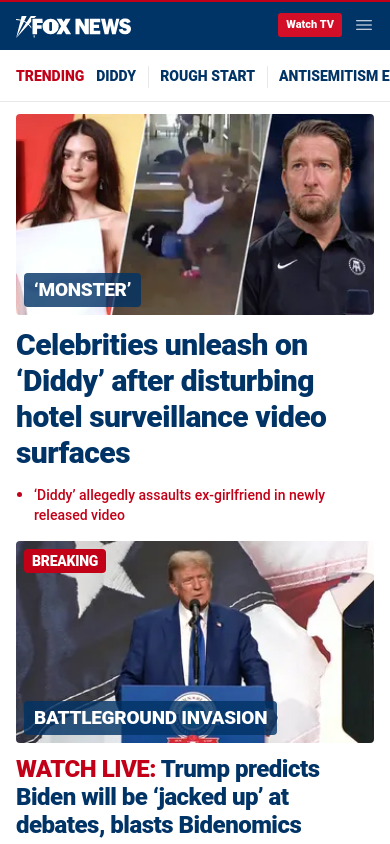 FOX NEWS
Watch TV
TRENDING DIDDY ROUGH START ANTISEMITISM E
‘MONSTER’
Celebrities unleash on
‘Diddy’ after disturbing
hotel surveillance video
surfaces
• ‘Diddy’ allegedly assaults ex-girlfriend in newly
released video
BREAKING
BATTLEGROUND INVASION
WATCH LIVE: Trump predicts
Biden will be ‘jacked up’ at
debates, blasts Bidenomics